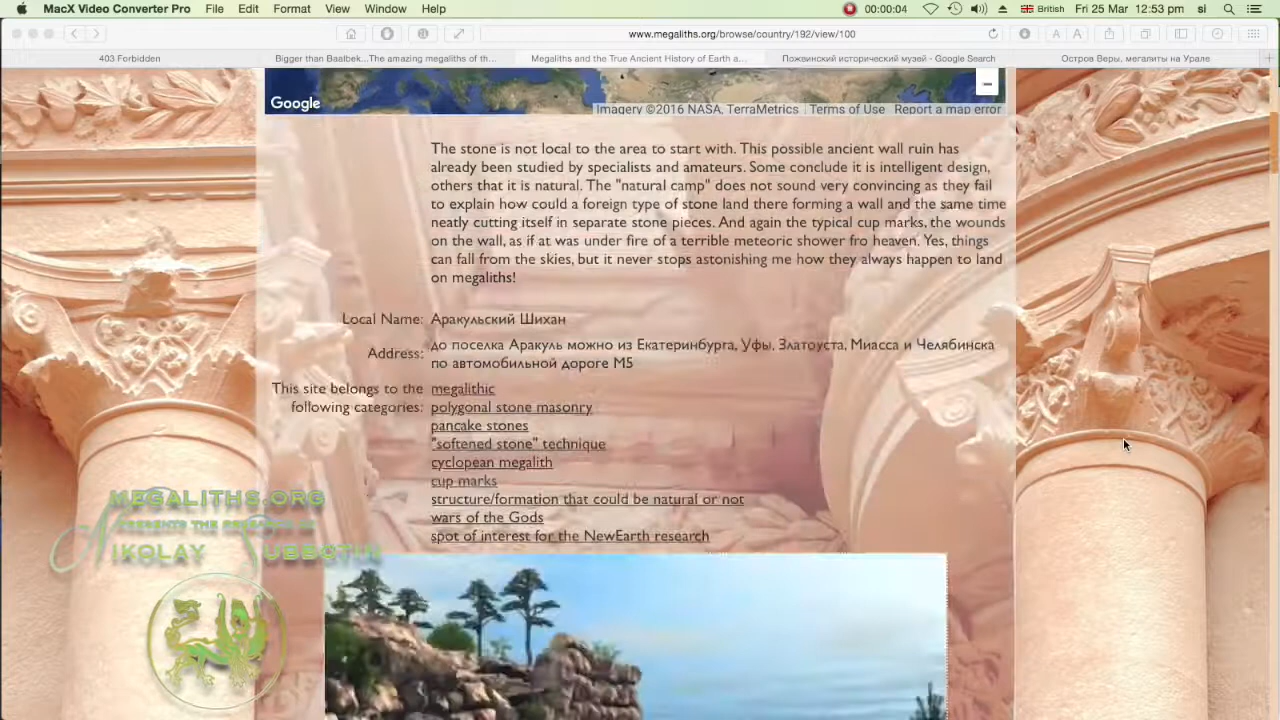 MacX Video Converter Pro File Edit Format View Window Help 00:00:04 British Fri 25 Mar 12:53 pm si
www.megaliths.org/browse/country/192/view/100
403 Forbidden Bigger than Baalbek...The amazing megaliths of th... Megaliths and the True Ancient History of Earth a... Пожвинский исторический музей - Google Search Остров Веры, мегалиты на Урале
Google Imagery ©2016 NASA, TerraMetrics Terms of Use Report a map error
The stone is not local to the area to start with. This possible ancient wall ruin has
already been studied by specialists and amateurs. Some conclude it is intelligent design,
others that it is natural. The "natural camp" does not sound very convincing as they fail
to explain how could a foreign type of stone land there forming a wall and the same time
neatly cutting itself in separate stone pieces. And again the typical cup marks, the wounds
on the wall, as if at was under fire of a terrible meteoric shower fro heaven. Yes, things
can fall from the skies, but it never stops astonishing me how they always happen to land
on megaliths!
Local Name: Аракульский Шихан
Address: до поселка Аракуль можно из Екатеринбурга, Уфы, Златоуста, Миасса и Челябинска
по автомобильной дороге М5
This site belongs to the
following categories:
megalithic
polygonal stone masonry
pancake stones
"softened stone" technique
cyclopean megalith
cup marks
structure/formation that could be natural or not
wars of the Gods
spot of interest for the NewEarth research
MEGALITHS.ORG
PRESENTS THE RESEARCH OF
NIKOLAY SUBBOTIN